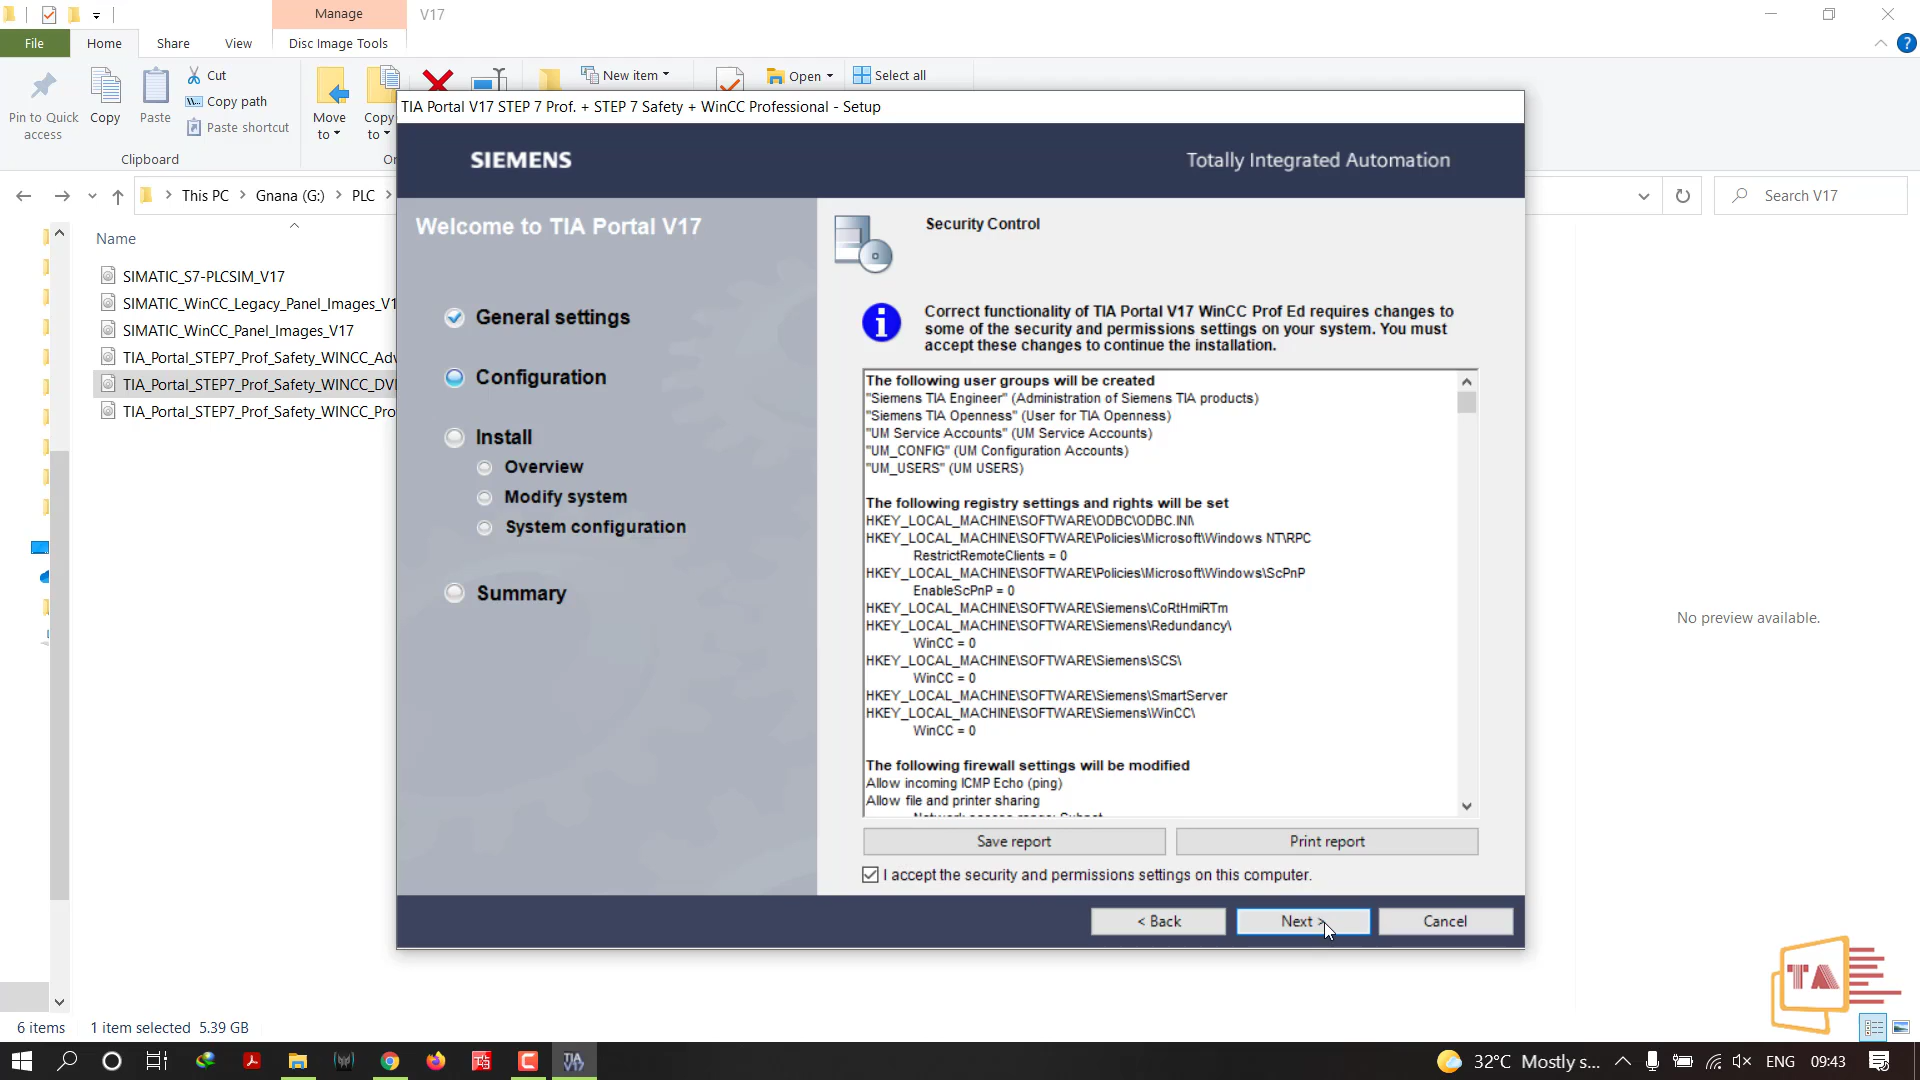 Manage
V17
File
Home
Share
View
Disc Image Tools
Pin to Quick
access
Copy
Paste
Cut
Copy path
Paste shortcut
Clipboard
Move
to
Copy
to
New item
Open
Select all
This PC
Gnana (G:)
PLC
Search V17
Name
SIMATIC_S7-PLCSIM_V17
SIMATIC_WinCC_Legacy_Panel_Images_V1
SIMATIC_WinCC_Panel_Images_V17
TIA_Portal_STEP7_Prof_Safety_WINCC_Adv
TIA_Portal_STEP7_Prof_Safety_WINCC_DV
TIA_Portal_STEP7_Prof_Safety_WINCC_Pro
TIA Portal V17 STEP 7 Prof. + STEP 7 Safety + WinCC Professional - Setup
SIEMENS
Totally Integrated Automation
Welcome to TIA Portal V17
General settings
Configuration
Install
Overview
Modify system
System configuration
Summary
Security Control
Correct functionality of TIA Portal V17 WinCC Prof Ed requires changes to
some of the security and permissions settings on your system. You must
accept these changes to continue the installation.
The following user groups will be created
"Siemens TIA Engineer" (Administration of Siemens TIA products)
"Siemens TIA Openness" (User for TIA Openness)
"UM Service Accounts" (UM Service Accounts)
"UM_CONFIG" (UM Configuration Accounts)
"UM_USERS" (UM USERS)
The following registry settings and rights will be set
HKEY_LOCAL_MACHINE\SOFTWARE\ODBC\ODBC.INI\
HKEY_LOCAL_MACHINE\SOFTWARE\Policies\Microsoft\Windows NT\RPC
RestrictRemoteClients = 0
HKEY_LOCAL_MACHINE\SOFTWARE\Policies\Microsoft\Windows\ScPnP
EnableScPnP = 0
HKEY_LOCAL_MACHINE\SOFTWARE\Siemens\CoRtHmiRTm
HKEY_LOCAL_MACHINE\SOFTWARE\Siemens\Redundancy\
WinCC = 0
HKEY_LOCAL_MACHINE\SOFTWARE\Siemens\SCS\
WinCC = 0
HKEY_LOCAL_MACHINE\SOFTWARE\Siemens\SmartServer
HKEY_LOCAL_MACHINE\SOFTWARE\Siemens\WinCC\
WinCC = 0
The following firewall settings will be modified
Allow incoming ICMP Echo (ping)
Allow file and printer sharing
Network access range: Subnet
Save report
Print report
I accept the security and permissions settings on this computer.
< Back
Next >
Cancel
No preview available.
TA
6 items
1 item selected 5.39 GB
32°C Mostly s...
ENG
09:43